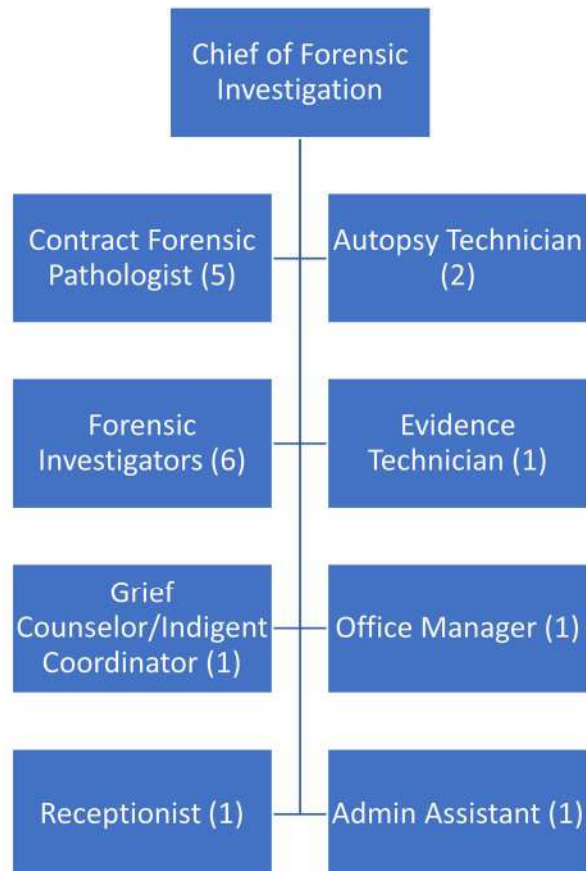 Chief of Forensic
Investigation
Contract Forensic
Pathologist (5)
Autopsy Technician
(2)
Forensic
Investigators (6)
Evidence
Technician (1)
Grief
Counselor/Indigent
Coordinator (1)
Office Manager (1)
Receptionist (1)
Admin Assistant (1)